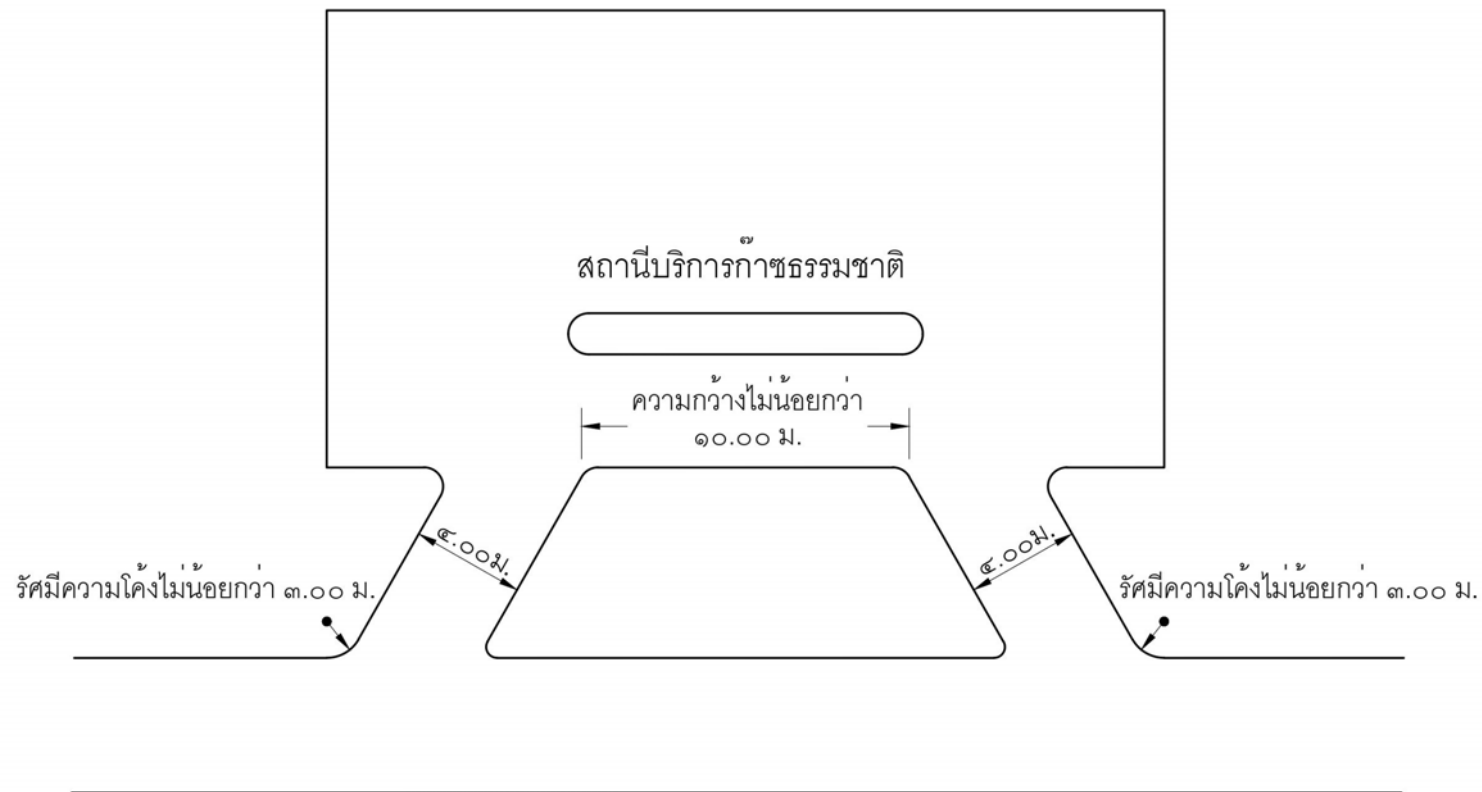 สถานีบริการก๊าซธรรมชาติ
ความกว้างไม่น้อยกว่า
๑๐.๐๐ ม.
๔.๐๐ม.
๔.๐๐ม.
รัศมีความโค้งไม่น้อยกว่า ๓.๐๐ ม.
รัศมีความโค้งไม่น้อยกว่า ๓.๐๐ ม.